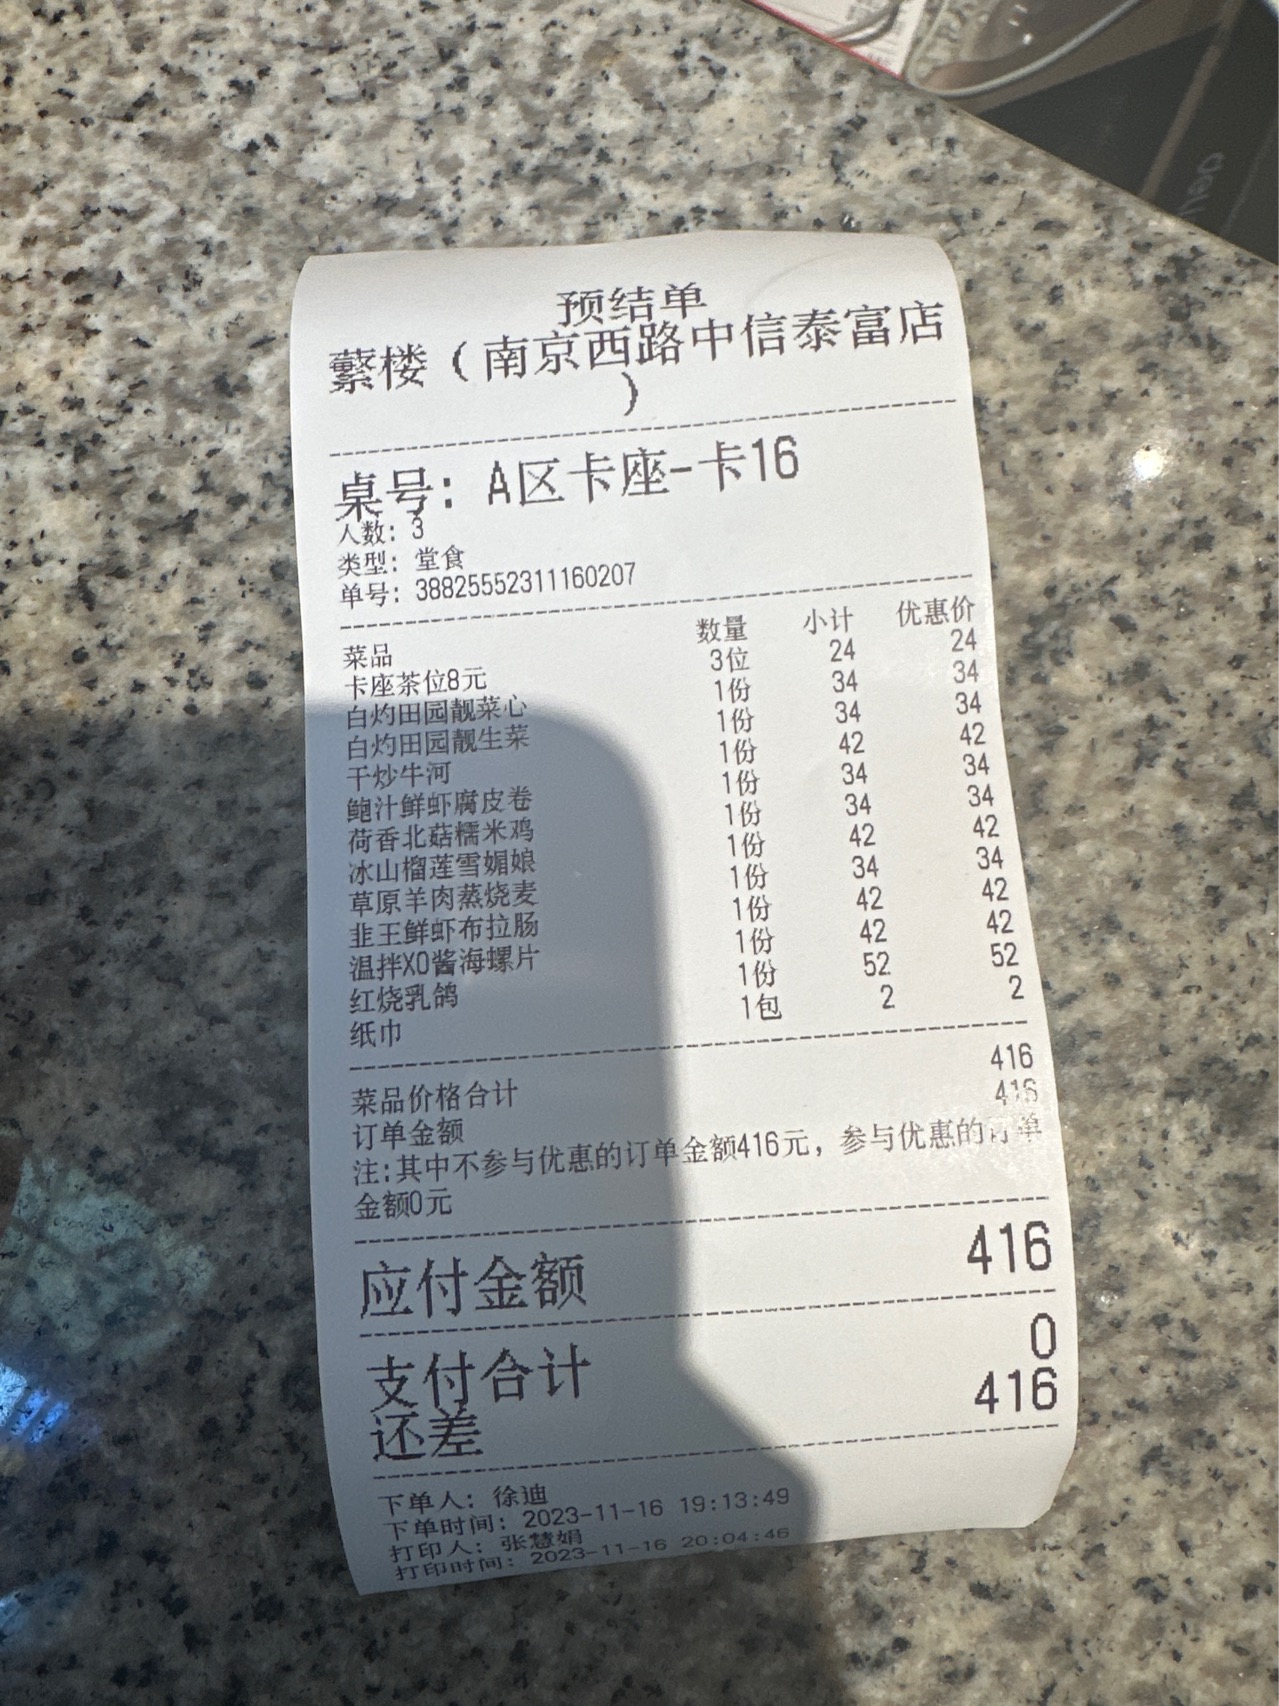 预结单
蘩楼（南京西路中信泰富店
）
桌号：A区卡座-卡16
人数：3
类型：堂食
单号：38825552311160207
菜品 数量 小计 优惠价
卡座茶位8元 3位 24 24
白灼田园靓菜心 1份 34 34
白灼田园靓生菜 1份 34 34
干炒牛河 1份 42 42
鲍汁鲜虾腐皮卷 1份 34 34
荷香北菇糯米鸡 1份 34 34
冰山榴莲雪媚娘 1份 42 42
草原羊肉蒸烧麦 1份 34 34
韭王鲜虾布拉肠 1份 42 42
温拌XO酱海螺片 1份 42 42
红烧乳鸽 1份 52 52
纸巾 1包 2 2
菜品价格合计 416
订单金额 416
注：其中不参与优惠的订单金额416元，参与优惠的订单
金额0元
应付金额 416
支付合计 0
还差 416
下单人：徐迪
下单时间：2023-11-16 19:13:49
打印人：张慧娟
打印时间：2023-11-16 20:04:46